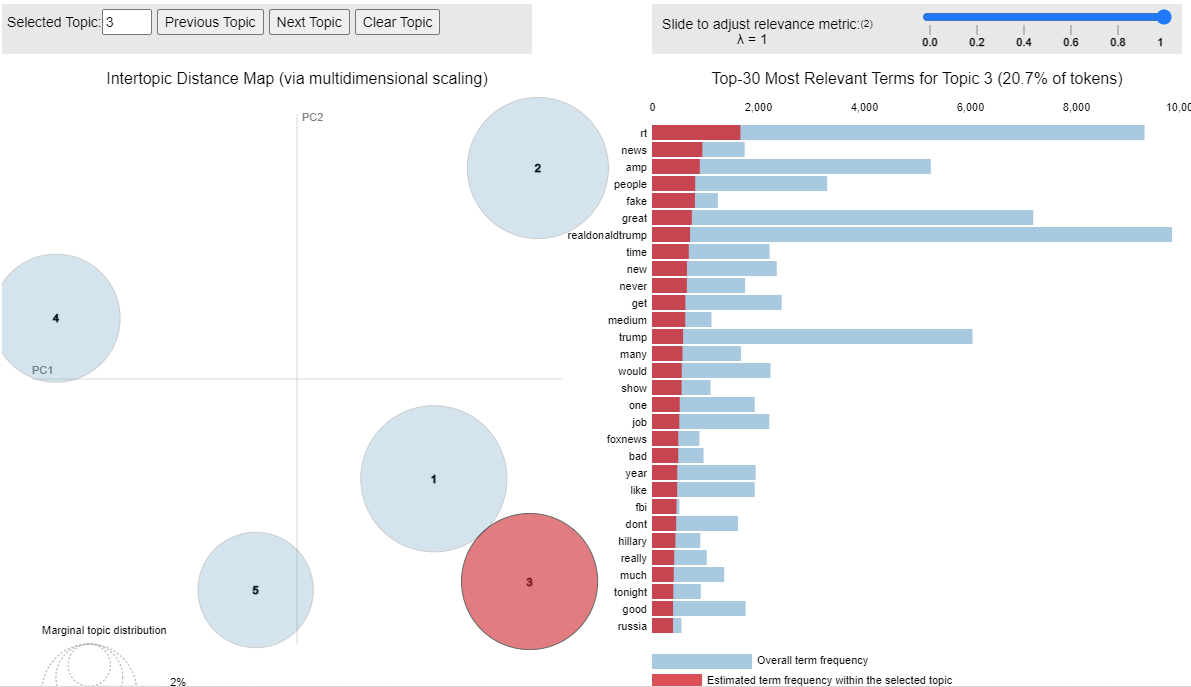 Selected Topic: 3 Previous Topic Next Topic Clear Topic
Slide to adjust relevance metric:(2)
λ = 1
0.0 0.2 0.4 0.6 0.8 1
Intertopic Distance Map (via multidimensional scaling)
PC2
2
4
PC1
1
3
5
Marginal topic distribution
2%
Top-30 Most Relevant Terms for Topic 3 (20.7% of tokens)
0 2,000 4,000 6,000 8,000 10,00
rt
news
amp
people
fake
great
realdonaldtrump
time
new
never
get
medium
trump
many
would
show
one
job
foxnews
bad
year
like
fbi
dont
hillary
really
much
tonight
good
russia
Overall term frequency
Estimated term frequency within the selected topic